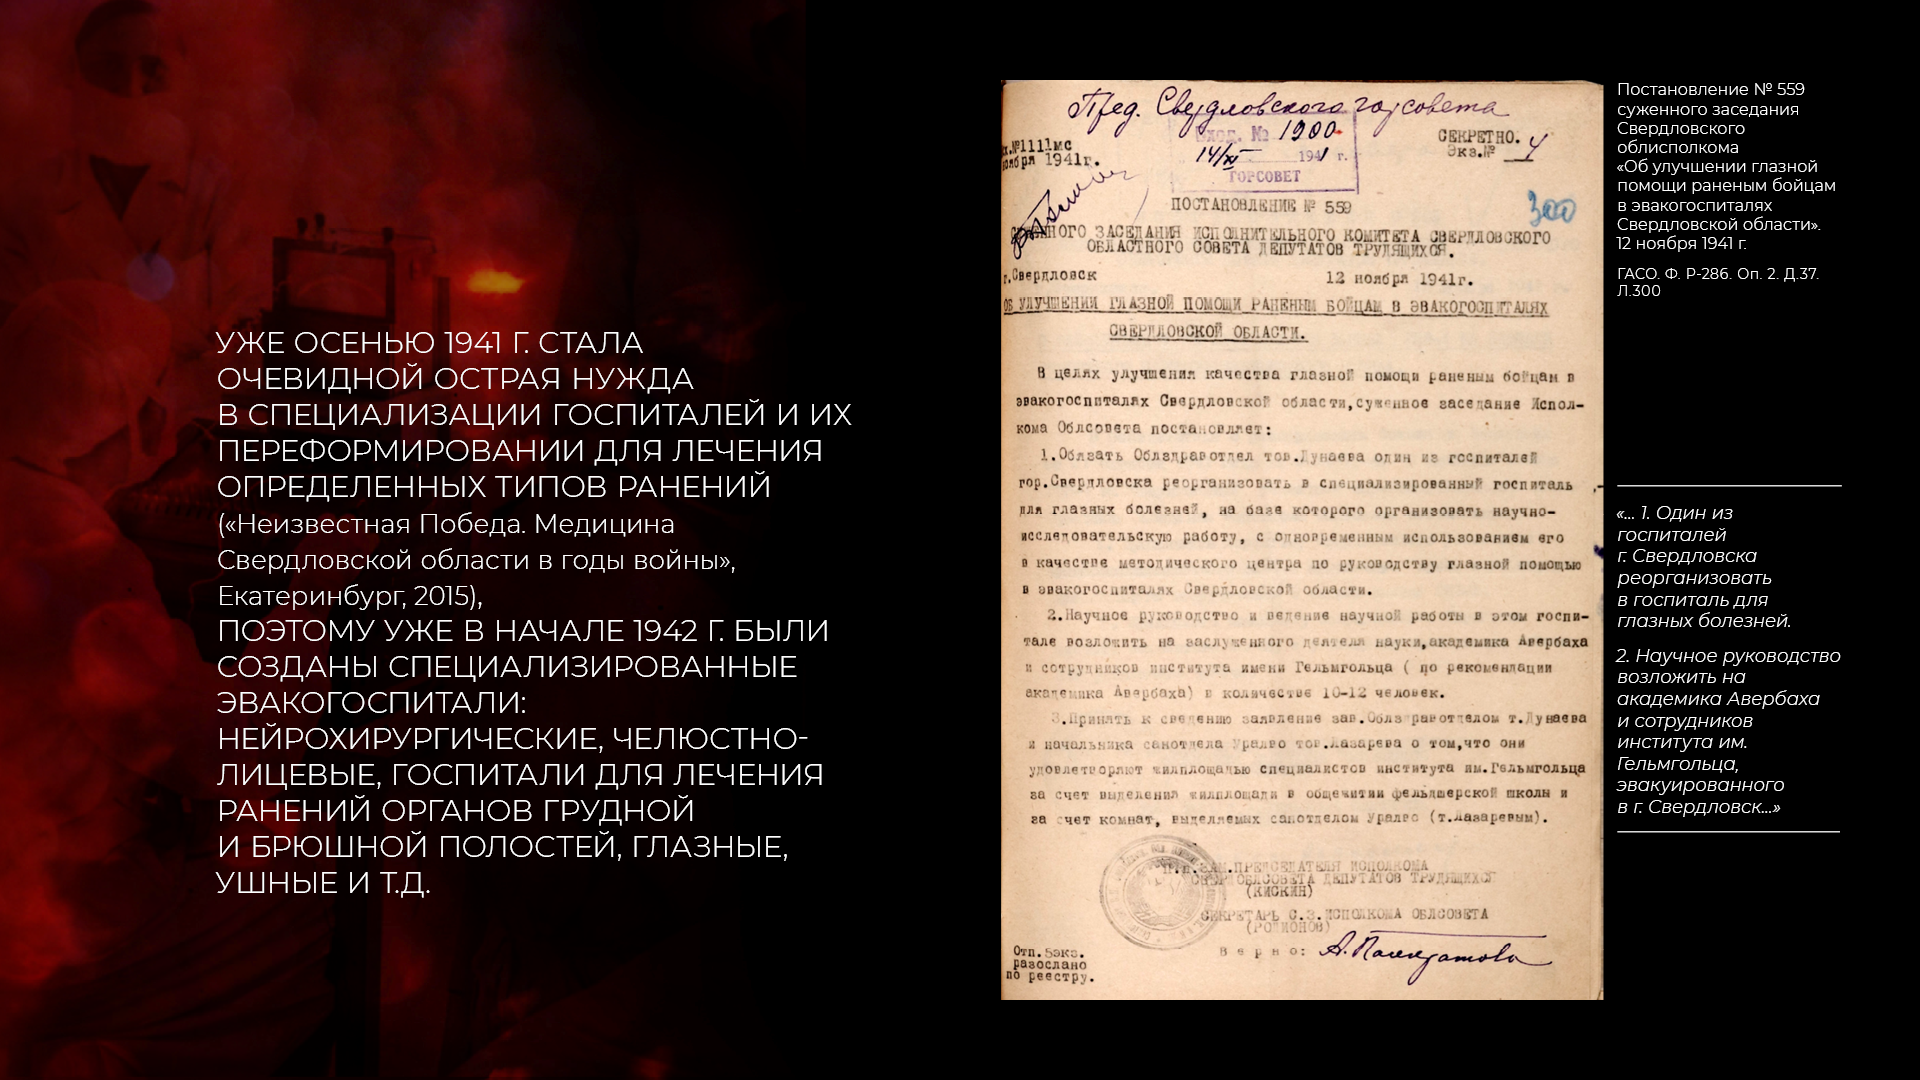 УЖЕ ОСЕНЬЮ 1941 Г. СТАЛА
ОЧЕВИДНОЙ ОСТРАЯ НУЖДА
В СПЕЦИАЛИЗАЦИИ ГОСПИТАЛЕЙ И ИХ
ПЕРЕФОРМИРОВАНИИ ДЛЯ ЛЕЧЕНИЯ
ОПРЕДЕЛЕННЫХ ТИПОВ РАНЕНИЙ
(«Неизвестная Победа. Медицина
Свердловской области в годы войны»,
Екатеринбург, 2015),
ПОЭТОМУ УЖЕ В НАЧАЛЕ 1942 Г. БЫЛИ
СОЗДАНЫ СПЕЦИАЛИЗИРОВАННЫЕ
ЭВАКОГОСПИТАЛИ:
НЕЙРОХИРУРГИЧЕСКИЕ, ЧЕЛЮСТНО-
ЛИЦЕВЫЕ, ГОСПИТАЛИ ДЛЯ ЛЕЧЕНИЯ
РАНЕНИЙ ОРГАНОВ ГРУДНОЙ
И БРЮШНОЙ ПОЛОСТЕЙ, ГЛАЗНЫЕ,
УШНЫЕ И Т.Д.
Пред. Свердловского горсовета
Вход. № 1900
14/XI 1941 г.
ГОРСОВЕТ
№1111мс
ноября 1941г.
СЕКРЕТНО.
Экз.№ 4
300
ПОСТАНОВЛЕНИЕ № 559
ЗАСЕДАНИЯ ИСПОЛНИТЕЛЬНОГО КОМИТЕТА СВЕРДЛОВСКОГО
ОБЛАСТНОГО СОВЕТА ДЕПУТАТОВ ТРУДЯЩИХСЯ.
г.Свердловск 12 ноября 1941г.
ОБ УЛУЧШЕНИИ ГЛАЗНОЙ ПОМОЩИ РАНЕНЫМ БОЙЦАМ В ЭВАКОГОСПИТАЛЯХ
СВЕРДЛОВСКОЙ ОБЛАСТИ.
В целях улучшения качества глазной помощи раненым бойцам в
эвакогоспиталях Свердловской области,суженное заседание Испол-
кома Облсовета постановляет:
1.Обязать Облздравотдел тов.Дунаева один из госпиталей
гор.Свердловска реорганизовать в специализированный госпиталь
для глазных болезней, на базе которого организовать научно-
исследовательскую работу, с одновременным использованием его
в качестве методического центра по руководству глазной помощью
в эвакогоспиталях Свердловской области.
2.Научное руководство и ведение научной работы в этом госпи-
тале возложить на заслуженного деятеля науки,академика Авербаха
и сотрудников института имени Гельмгольца ( по рекомендации
академика Авербаха) в количестве 10-12 человек.
3.Принять к сведению заявление зав.Облздравотделом т.Дунаева
и начальника санотдела Уралво тов.Лазарева о том,что они
удовлетворяют жилплощадью специалистов института им.Гельмгольца
за счет выделения жилплощади в общежитии фельдшерской школы и
за счет комнат, выделяемых санотделом Уралво (т.Лазаревым).
ЗАМ.ПРЕДСЕДАТЕЛЯ ИСПОЛКОМА
СВЕРДОБЛСОВЕТА ДЕПУТАТОВ ТРУДЯЩИХСЯ
(КИСКИН)
СЕКРЕТАРЬ С.З.ИСПОЛКОМА ОБЛСОВЕТА
(РОДИОНОВ)
Верно:
Отп.5экз.
разослано
по реестру.
Постановление № 559
суженного заседания
Свердловского
облисполкома
«Об улучшении глазной
помощи раненым бойцам
в эвакогоспиталях
Свердловской области».
12 ноября 1941 г.
ГАСО. Ф. Р-286. Оп. 2. Д.37.
Л.300
«... 1. Один из
госпиталей
г. Свердловска
реорганизовать
в госпиталь для
глазных болезней.
2. Научное руководство
возложить на
академика Авербаха
и сотрудников
института им.
Гельмгольца,
эвакуированного
в г. Свердловск...»